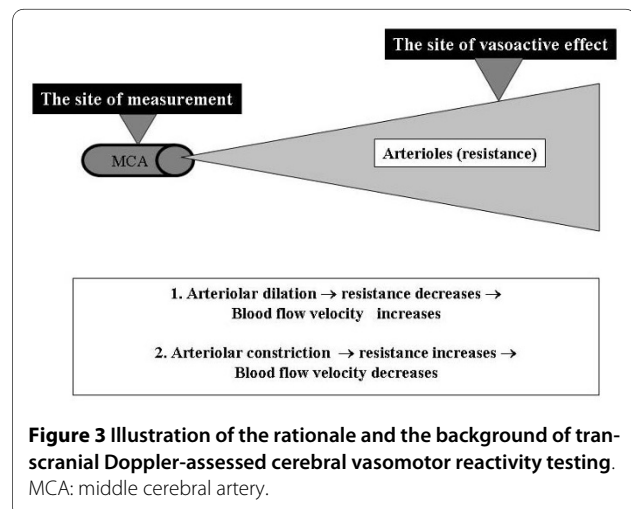 The site of vasoactive effect
The site of measurement
MCA
Arterioles (resistance)
1. Arteriolar dilation → resistance decreases →
Blood flow velocity increases
2. Arteriolar constriction → resistance increases →
Blood flow velocity decreases
Figure 3 Illustration of the rationale and the background of tran-
scranial Doppler-assessed cerebral vasomotor reactivity testing.
MCA: middle cerebral artery.